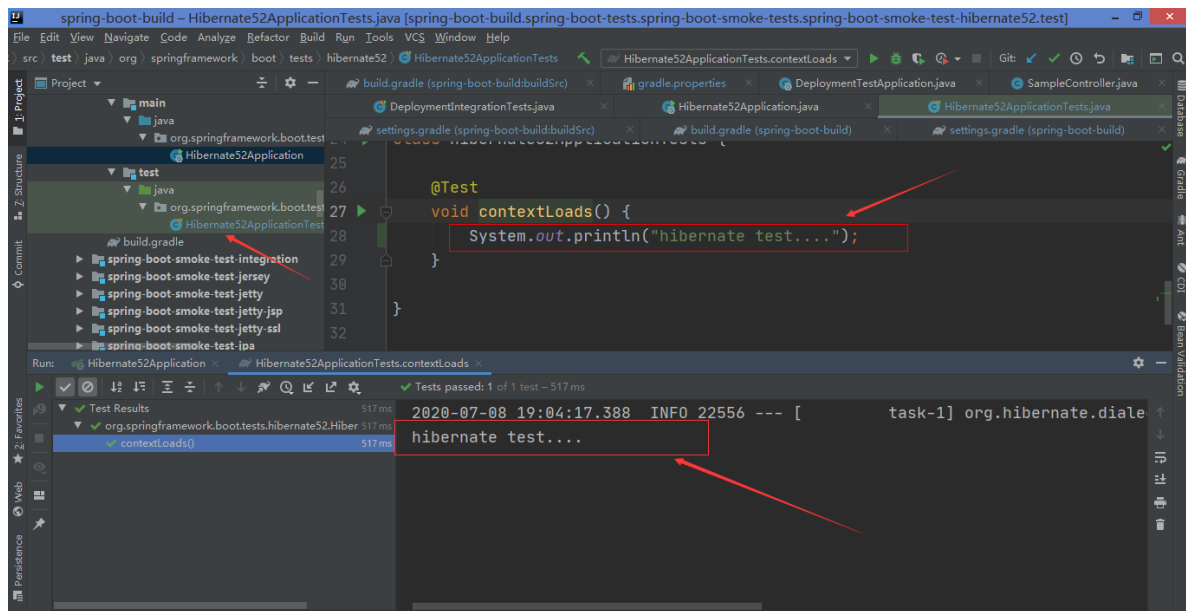 spring-boot-build – Hibernate52ApplicationTests.java [spring-boot-build.spring-boot-tests.spring-boot-smoke-tests.spring-boot-smoke-test-hibernate52.test]
File Edit View Navigate Code Analyze Refactor Build Run Tools VCS Window Help
src test java org springframework boot tests hibernate52 Hibernate52ApplicationTests Hibernate52ApplicationTests.contextLoads Git:
Project
build.gradle (spring-boot-build:buildSrc) gradle.properties DeploymentTestApplication.java SampleController.java
DeploymentIntegrationTests.java Hibernate52Application.java Hibernate52ApplicationTests.java
settings.gradle (spring-boot-build:buildSrc) build.gradle (spring-boot-build) settings.gradle (spring-boot-build)
main
java
org.springframework.boot.test
Hibernate52Application
test
java
org.springframework.boot.test
Hibernate52ApplicationTest
build.gradle
spring-boot-smoke-test-integration
spring-boot-smoke-test-jersey
spring-boot-smoke-test-jetty
spring-boot-smoke-test-jetty-jsp
spring-boot-smoke-test-jetty-ssl
spring-boot-smoke-test-jpa
class Hibernate52ApplicationTests {
25
26 @Test
27 void contextLoads() {
28 System.out.println("hibernate test....");
29 }
30
31 }
32
Run: Hibernate52Application Hibernate52ApplicationTests.contextLoads
Tests passed: 1 of 1 test – 517 ms
Test Results 517 ms
org.springframework.boot.tests.hibernate52.Hiber 517 ms
contextLoads() 517 ms
2020-07-08 19:04:17.388 INFO 22556 --- [ task-1] org.hibernate.diale
hibernate test....
1: Project
7: Structure
Commit
2: Favorites
Web
Persistence
Database
Gradle
Ant
CDI
Bean Validation